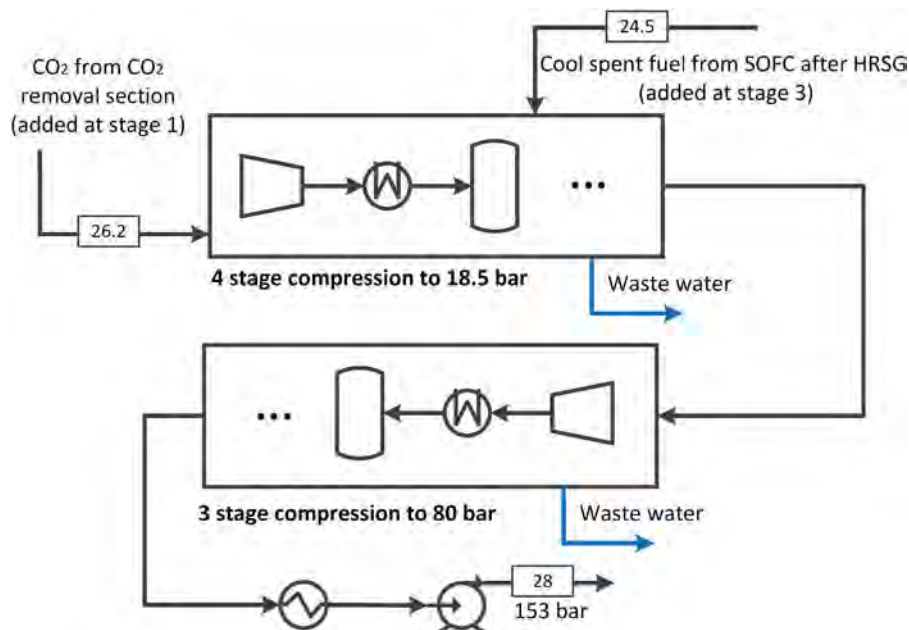 24.5
CO₂ from CO₂
removal section
(added at stage 1)
Cool spent fuel from SOFC after HRSG
(added at stage 3)
26.2
4 stage compression to 18.5 bar
Waste water
3 stage compression to 80 bar
Waste water
28
153 bar